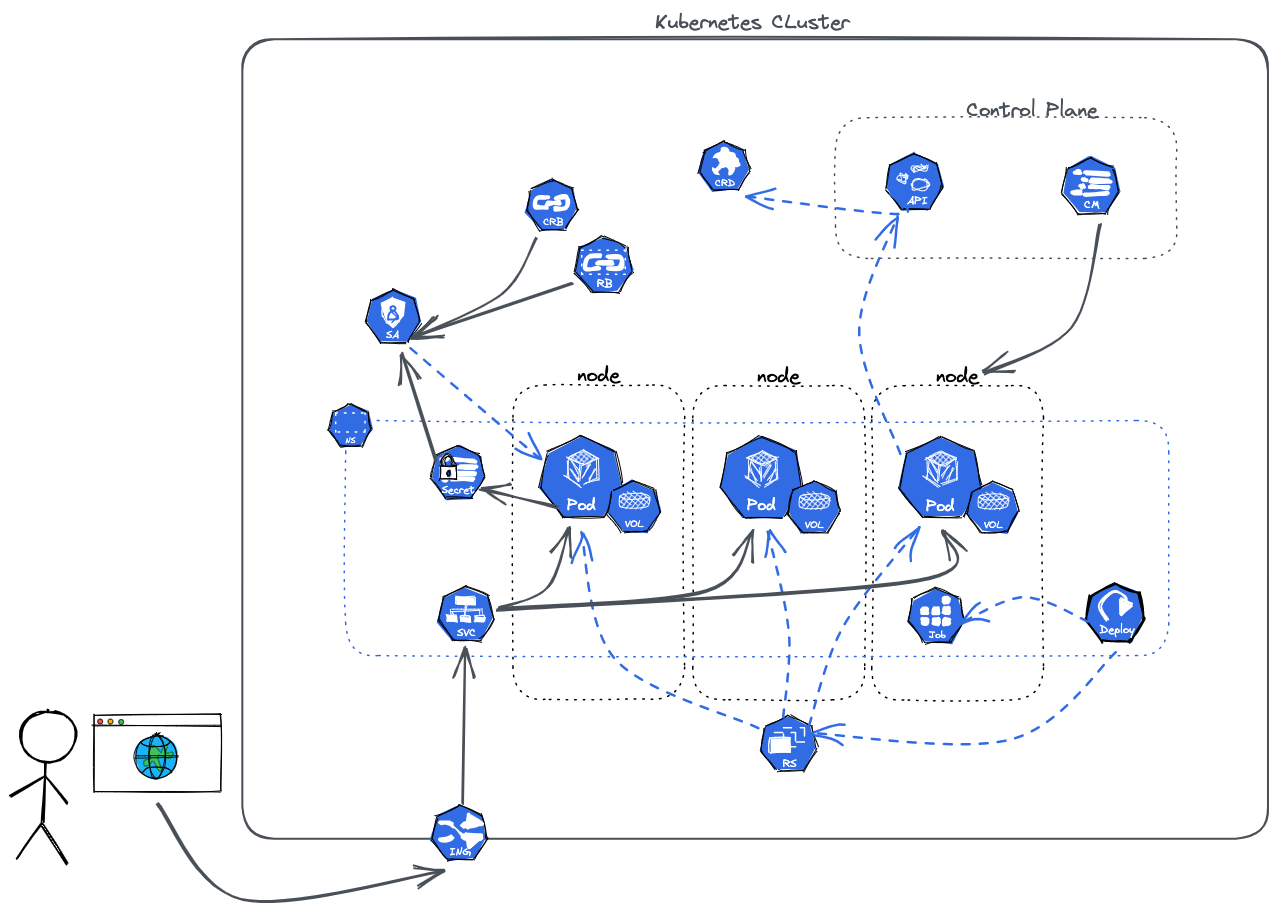 Kubernetes CLuster
Control Plane
CRD
API
CM
CRB
RB
SA
node
node
node
NS
Secret
Pod
VOL
Pod
VOL
Pod
VOL
SVC
Job
Deploy
RS
ING